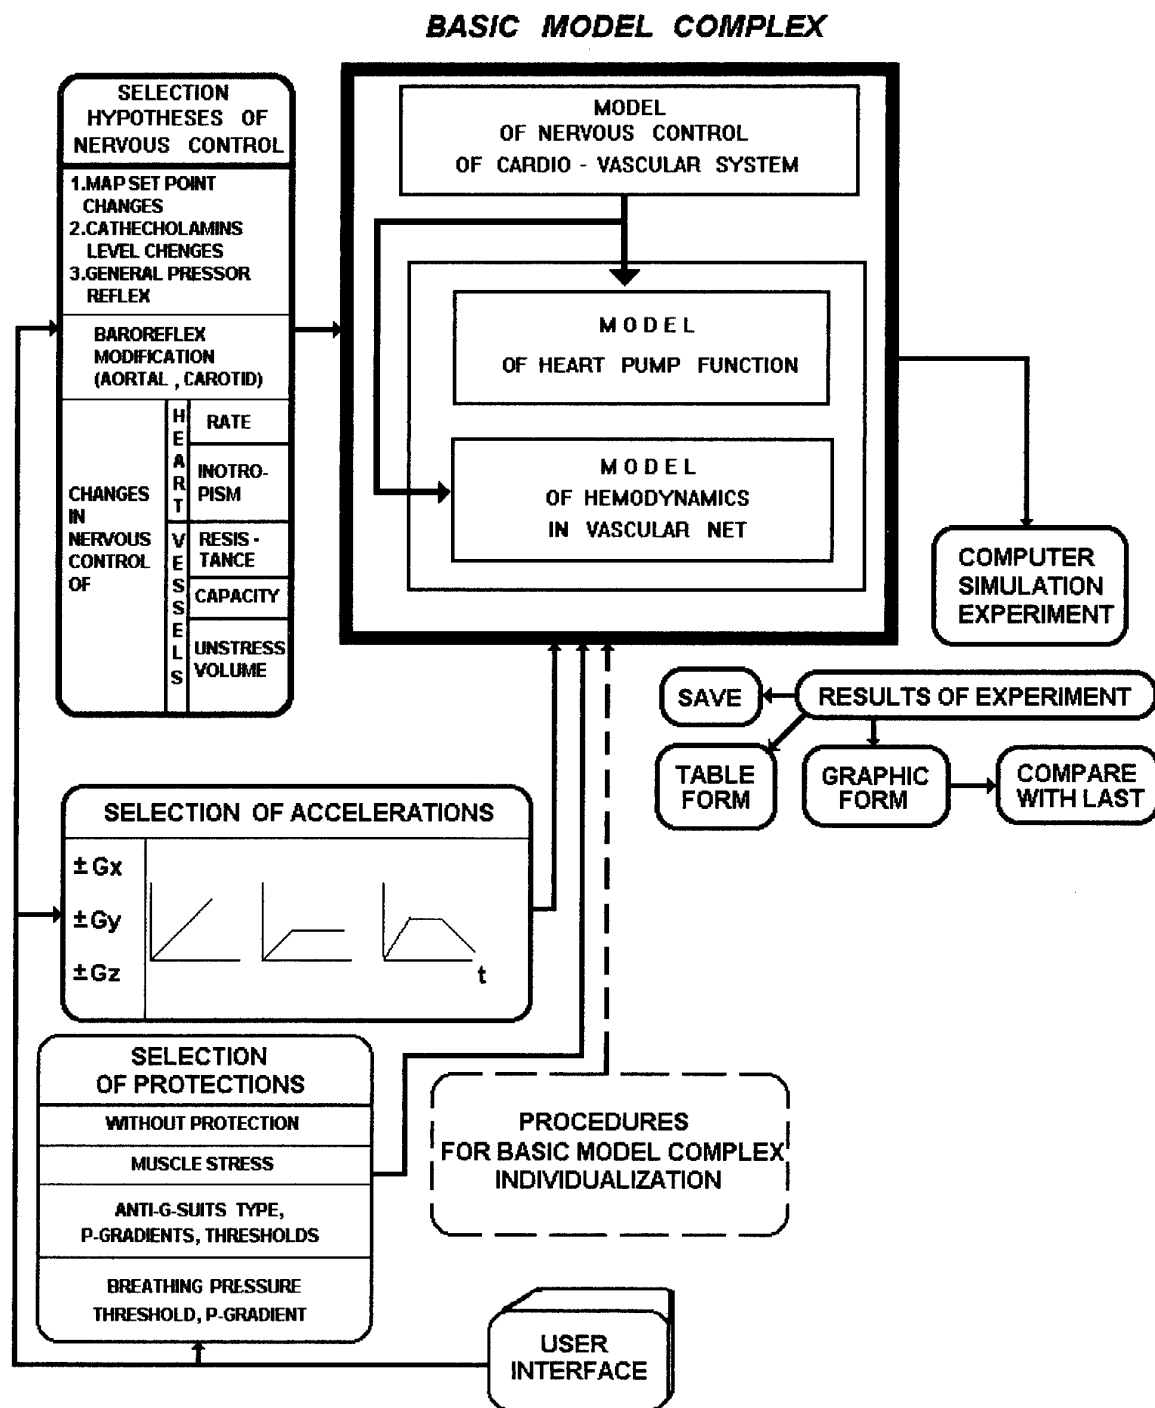 BASIC MODEL COMPLEX
SELECTION
HYPOTHESES OF
NERVOUS CONTROL
1.MAP SET POINT
CHANGES
2.CATHECHOLAMINS
LEVEL CHENGES
3.GENERAL PRESSOR
REFLEX
BAROREFLEX
MODIFICATION
(AORTAL , CAROTID)
CHANGES
IN
NERVOUS
CONTROL
OF
HEART
VESSELS
RATE
INOTRO-
PISM
RESIS -
TANCE
CAPACITY
UNSTRESS
VOLUME
MODEL
OF NERVOUS CONTROL
OF CARDIO - VASCULAR SYSTEM
MODEL
OF HEART PUMP FUNCTION
MODEL
OF HEMODYNAMICS
IN VASCULAR NET
COMPUTER
SIMULATION
EXPERIMENT
RESULTS OF EXPERIMENT
SAVE
TABLE
FORM
GRAPHIC
FORM
COMPARE
WITH LAST
SELECTION OF ACCELERATIONS
±Gx
±Gy
±Gz
t
SELECTION
OF PROTECTIONS
WITHOUT PROTECTION
MUSCLE STRESS
ANTI-G-SUITS TYPE,
P-GRADIENTS, THRESHOLDS
BREATHING PRESSURE
THRESHOLD, P-GRADIENT
PROCEDURES
FOR BASIC MODEL COMPLEX
INDIVIDUALIZATION
USER
INTERFACE